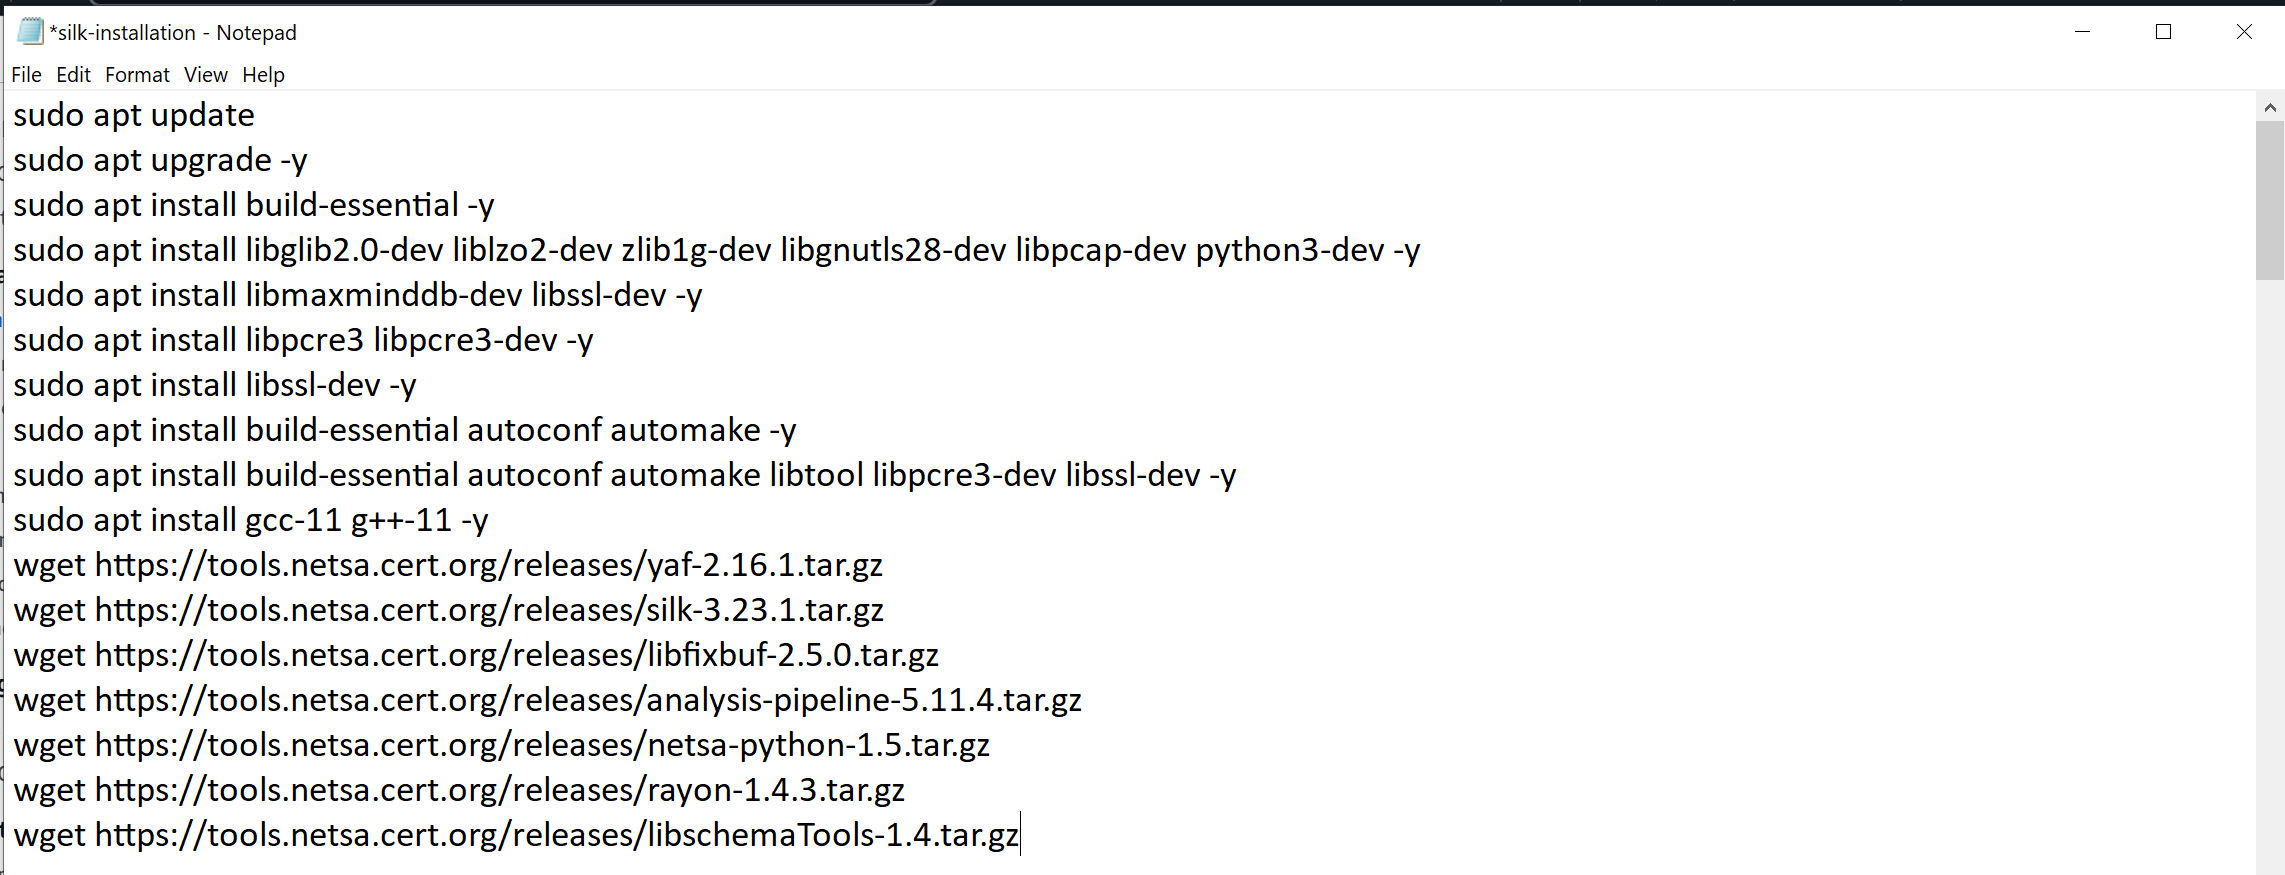 *silk-installation - Notepad
File Edit Format View Help
sudo apt update
sudo apt upgrade -y
sudo apt install build-essential -y
sudo apt install libglib2.0-dev liblzo2-dev zlib1g-dev libgnutls28-dev libpcap-dev python3-dev -y
sudo apt install libmaxminddb-dev libssl-dev -y
sudo apt install libpcre3 libpcre3-dev -y
sudo apt install libssl-dev -y
sudo apt install build-essential autoconf automake -y
sudo apt install build-essential autoconf automake libtool libpcre3-dev libssl-dev -y
sudo apt install gcc-11 g++-11 -y
wget https://tools.netsa.cert.org/releases/yaf-2.16.1.tar.gz
wget https://tools.netsa.cert.org/releases/silk-3.23.1.tar.gz
wget https://tools.netsa.cert.org/releases/libfixbuf-2.5.0.tar.gz
wget https://tools.netsa.cert.org/releases/analysis-pipeline-5.11.4.tar.gz
wget https://tools.netsa.cert.org/releases/netsa-python-1.5.tar.gz
wget https://tools.netsa.cert.org/releases/rayon-1.4.3.tar.gz
wget https://tools.netsa.cert.org/releases/libschemaTools-1.4.tar.gz